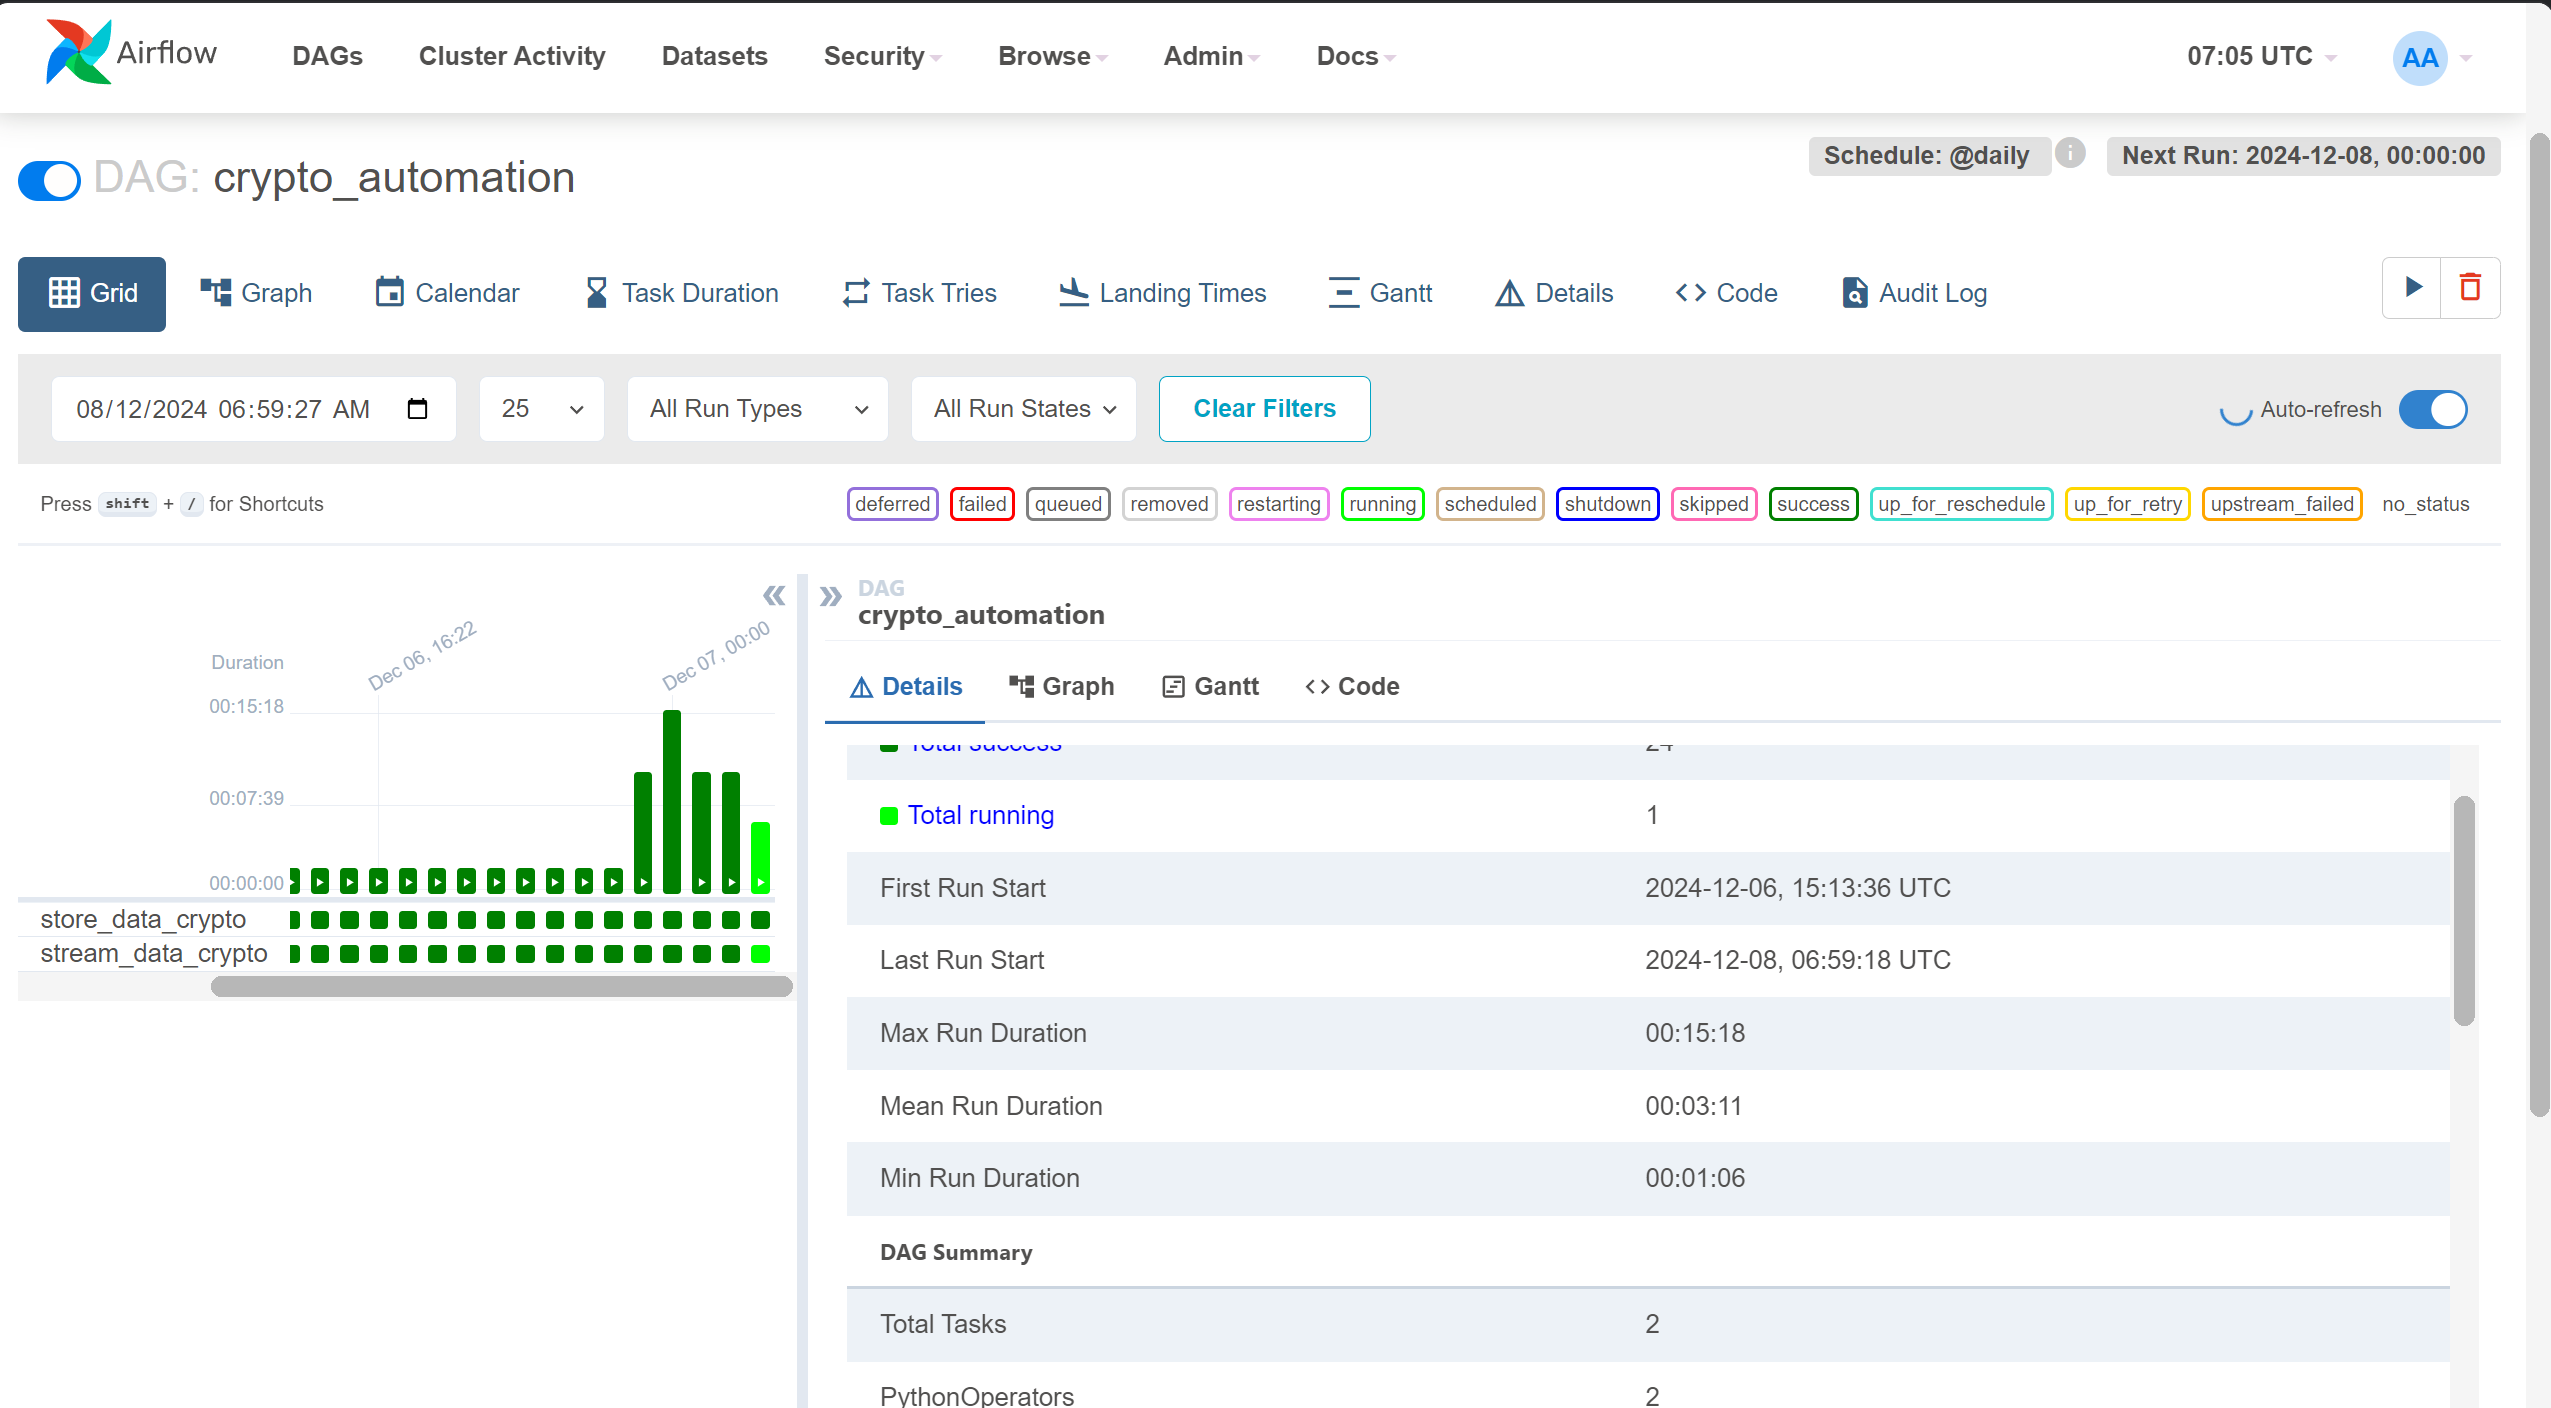 Airflow DAGs Cluster Activity Datasets Security Browse Admin Docs 07:05 UTC AA
DAG: crypto_automation Schedule: @daily i Next Run: 2024-12-08, 00:00:00
Grid Graph Calendar Task Duration Task Tries Landing Times Gantt Details Code Audit Log
08/12/2024 06:59:27 AM 25 All Run Types All Run States Clear Filters Auto-refresh
Press shift + / for Shortcuts deferred failed queued removed restarting running scheduled shutdown skipped success up_for_reschedule up_for_retry upstream_failed no_status
Duration
Dec 06, 16:22
Dec 07, 00:00
00:15:18
00:07:39
00:00:00
store_data_crypto
stream_data_crypto
DAG
crypto_automation
Details Graph Gantt Code
Total success 24
Total running 1
First Run Start 2024-12-06, 15:13:36 UTC
Last Run Start 2024-12-08, 06:59:18 UTC
Max Run Duration 00:15:18
Mean Run Duration 00:03:11
Min Run Duration 00:01:06
DAG Summary
Total Tasks 2
PythonOperators 2